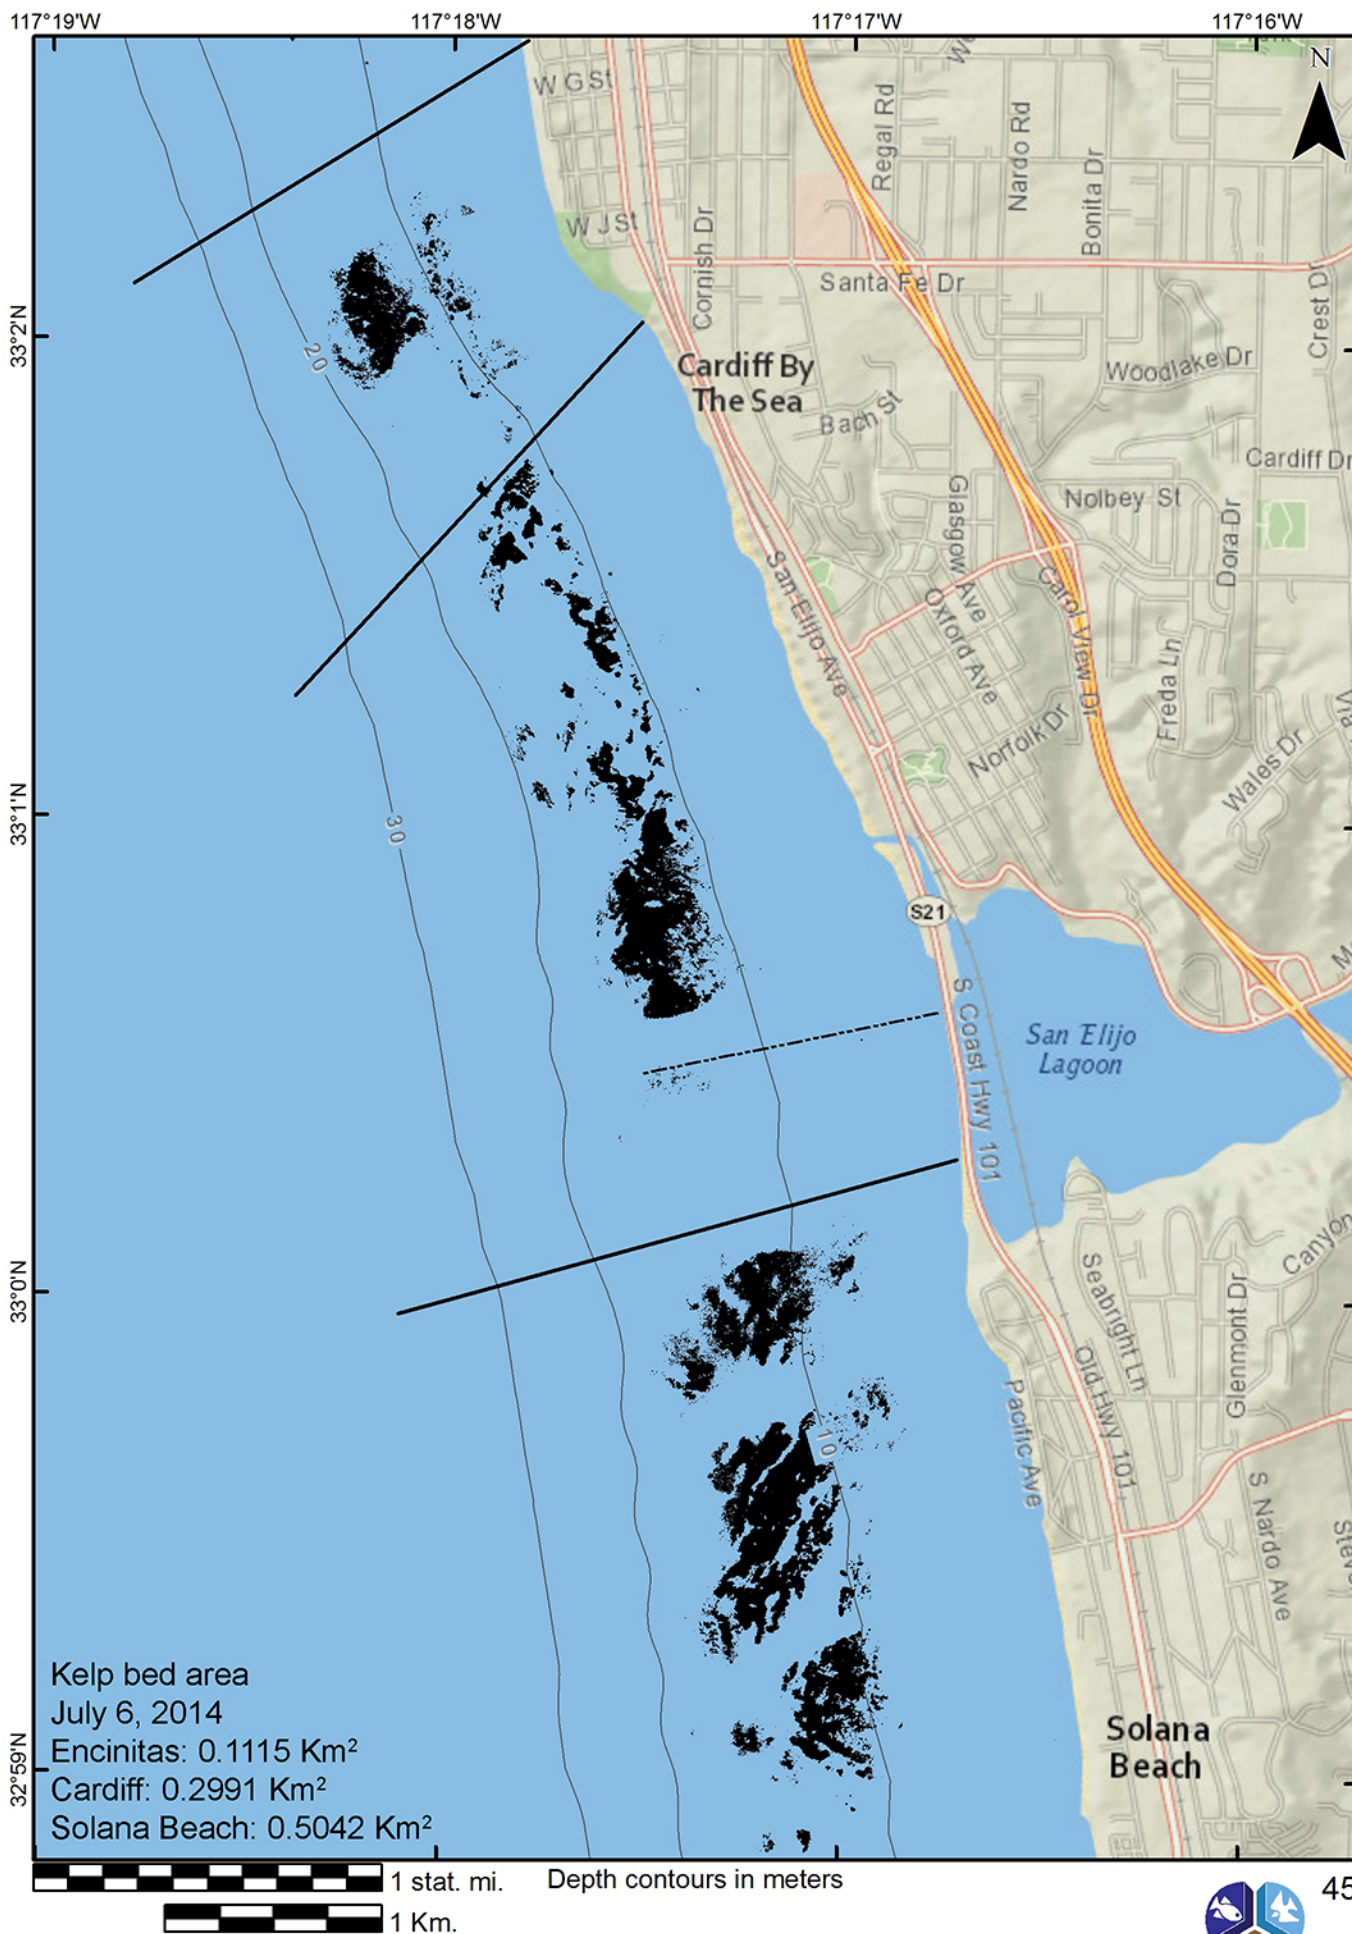 117°19'W 117°18'W 117°17'W 117°16'W
N
W G St
Regal Rd
Nardo Rd
Bonita Dr
W J St
Cornish Dr
Santa Fe Dr
Crest Dr
33°2'N
20
Cardiff By
The Sea
Woodlake Dr
Bach St
Cardiff Dr
Glasgow Ave
Nolbey St
Dora Dr
San Elijo Ave
Oxford Ave
Carol View Dr
Freda Ln
Norfolk Dr
Wales Dr
33°1'N
30
S21
S Coast Hwy 101
San Elijo
Lagoon
33°0'N
Seabright Ln
Canyon
Glenmont Dr
Old Hwy 101
Pacific Ave
10
S Nardo Ave
Kelp bed area
July 6, 2014
Encinitas: 0.1115 Km²
Cardiff: 0.2991 Km²
Solana Beach: 0.5042 Km²
Solana
Beach
32°59'N
1 stat. mi.
Depth contours in meters
1 Km.
45